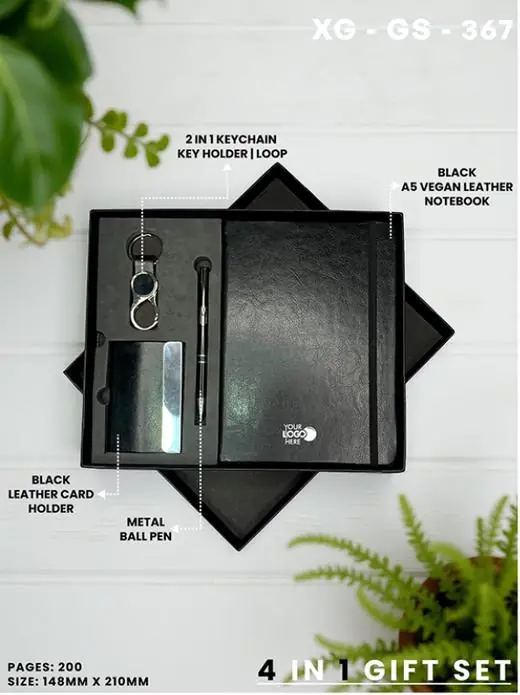 XG - GS - 367
2 IN 1 KEYCHAIN
KEY HOLDER | LOOP
BLACK
A5 VEGAN LEATHER
NOTEBOOK
YOUR
LOGO
HERE
BLACK
LEATHER CARD
HOLDER
METAL
BALL PEN
PAGES: 200
SIZE: 148MM X 210MM
4 IN 1 GIFT SET